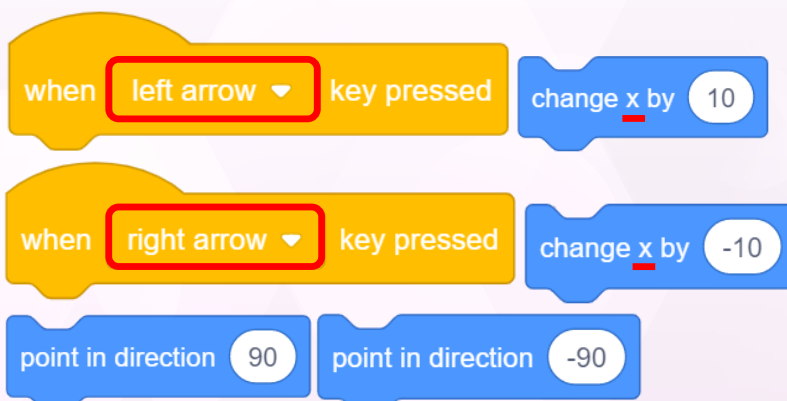 when left arrow key pressed change x by 10
when right arrow key pressed change x by -10
point in direction 90 point in direction -90